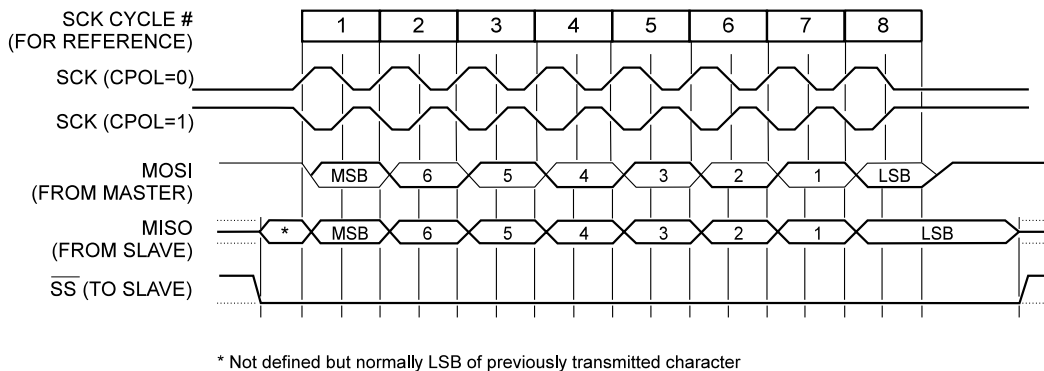 SCK CYCLE # 1 2 3 4 5 6 7 8
(FOR REFERENCE)
SCK (CPOL=0)
SCK (CPOL=1)
MOSI MSB 6 5 4 3 2 1 LSB
(FROM MASTER)
MISO * MSB 6 5 4 3 2 1 LSB
(FROM SLAVE)
SS (TO SLAVE)
* Not defined but normally LSB of previously transmitted character